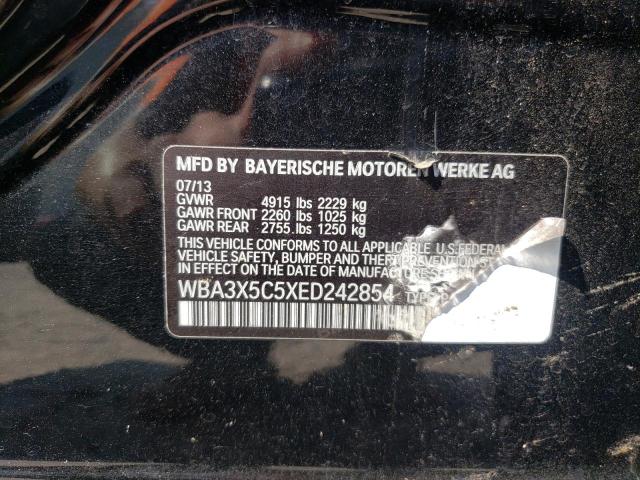 MFD BY BAYERISCHE MOTOREN WERKE AG
07/13
GVWR 4915 lbs 2229 kg
GAWR FRONT 2260 lbs 1025 kg
GAWR REAR 2755 lbs 1250 kg
THIS VEHICLE CONFORMS TO ALL APPLICABLE U.S. FEDERAL
VEHICLE SAFETY, BUMPER AND THEFT PREVENTION
IN EFFECT ON THE DATE OF MANUFACTURE
WBA3X5C5XED242854 TYPE